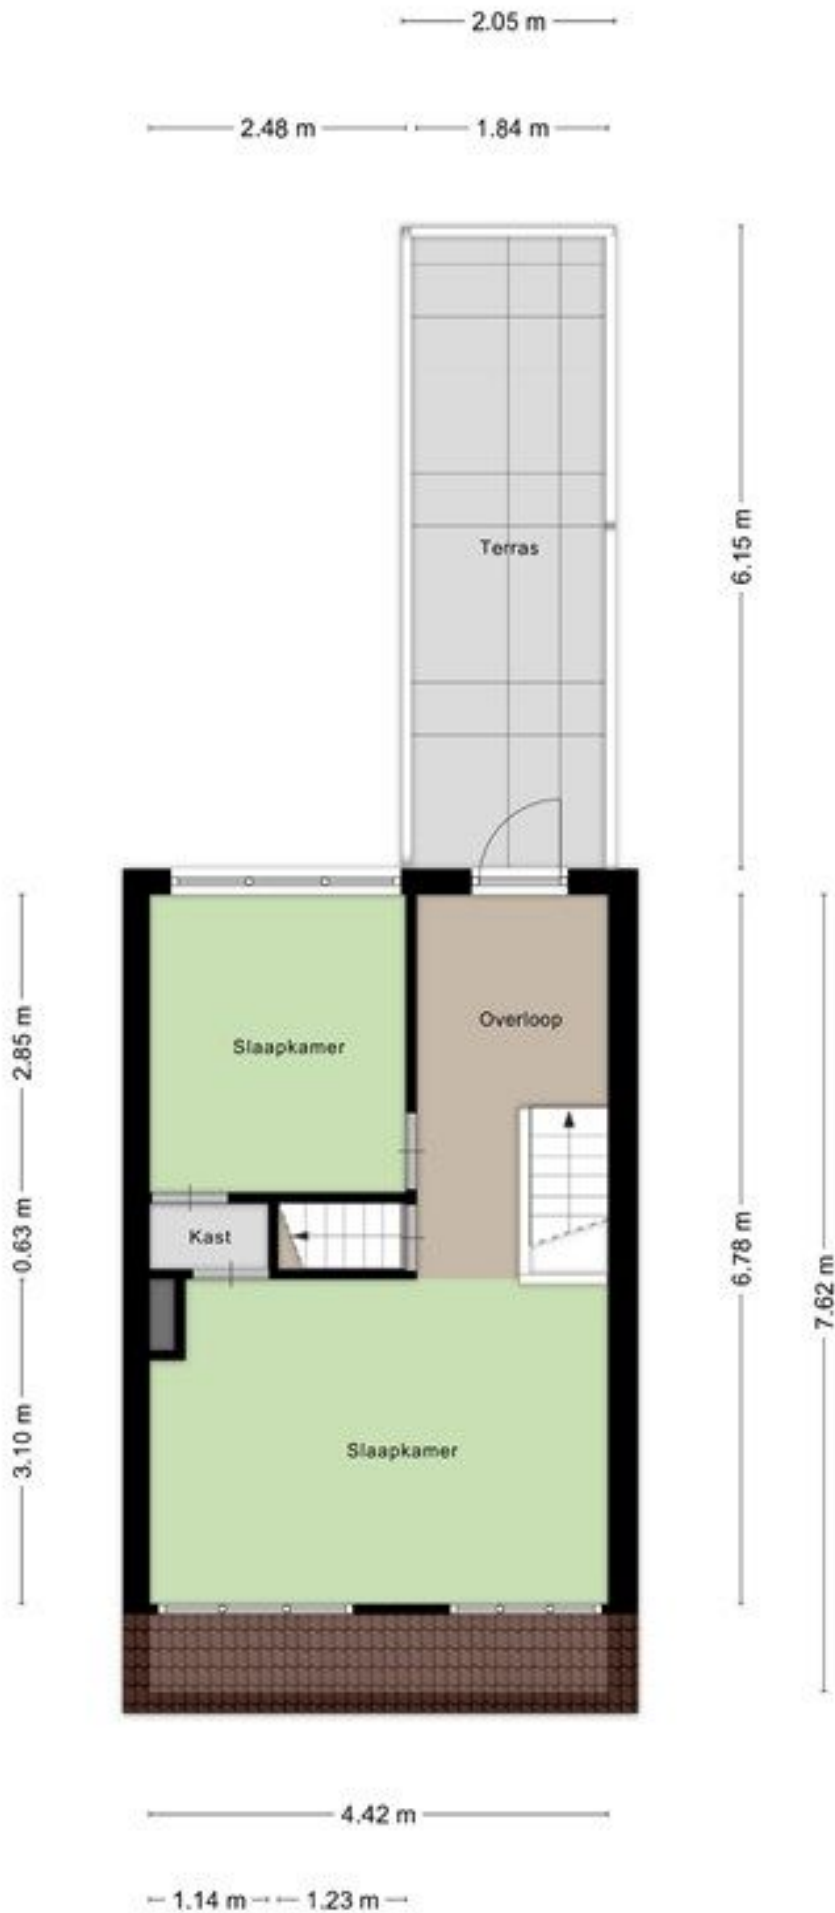 2.05 m
2.48 m
1.84 m
6.15 m
Terras
2.85 m
Overloop
Slaapkamer
0.63 m
Kast
6.78 m
7.62 m
3.10 m
Slaapkamer
4.42 m
1.14 m
1.23 m